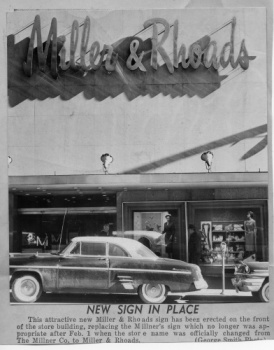 Miller & Rhoads
NEW SIGN IN PLACE
This attractive new Miller & Rhoads sign has been erected on the front
of the store building, replacing the Millner's sign which no longer was ap-
propriate after Feb. 1 when the store name was officially changed from
The Millner Co. to Miller & Rhoads. (George Smith Photo)